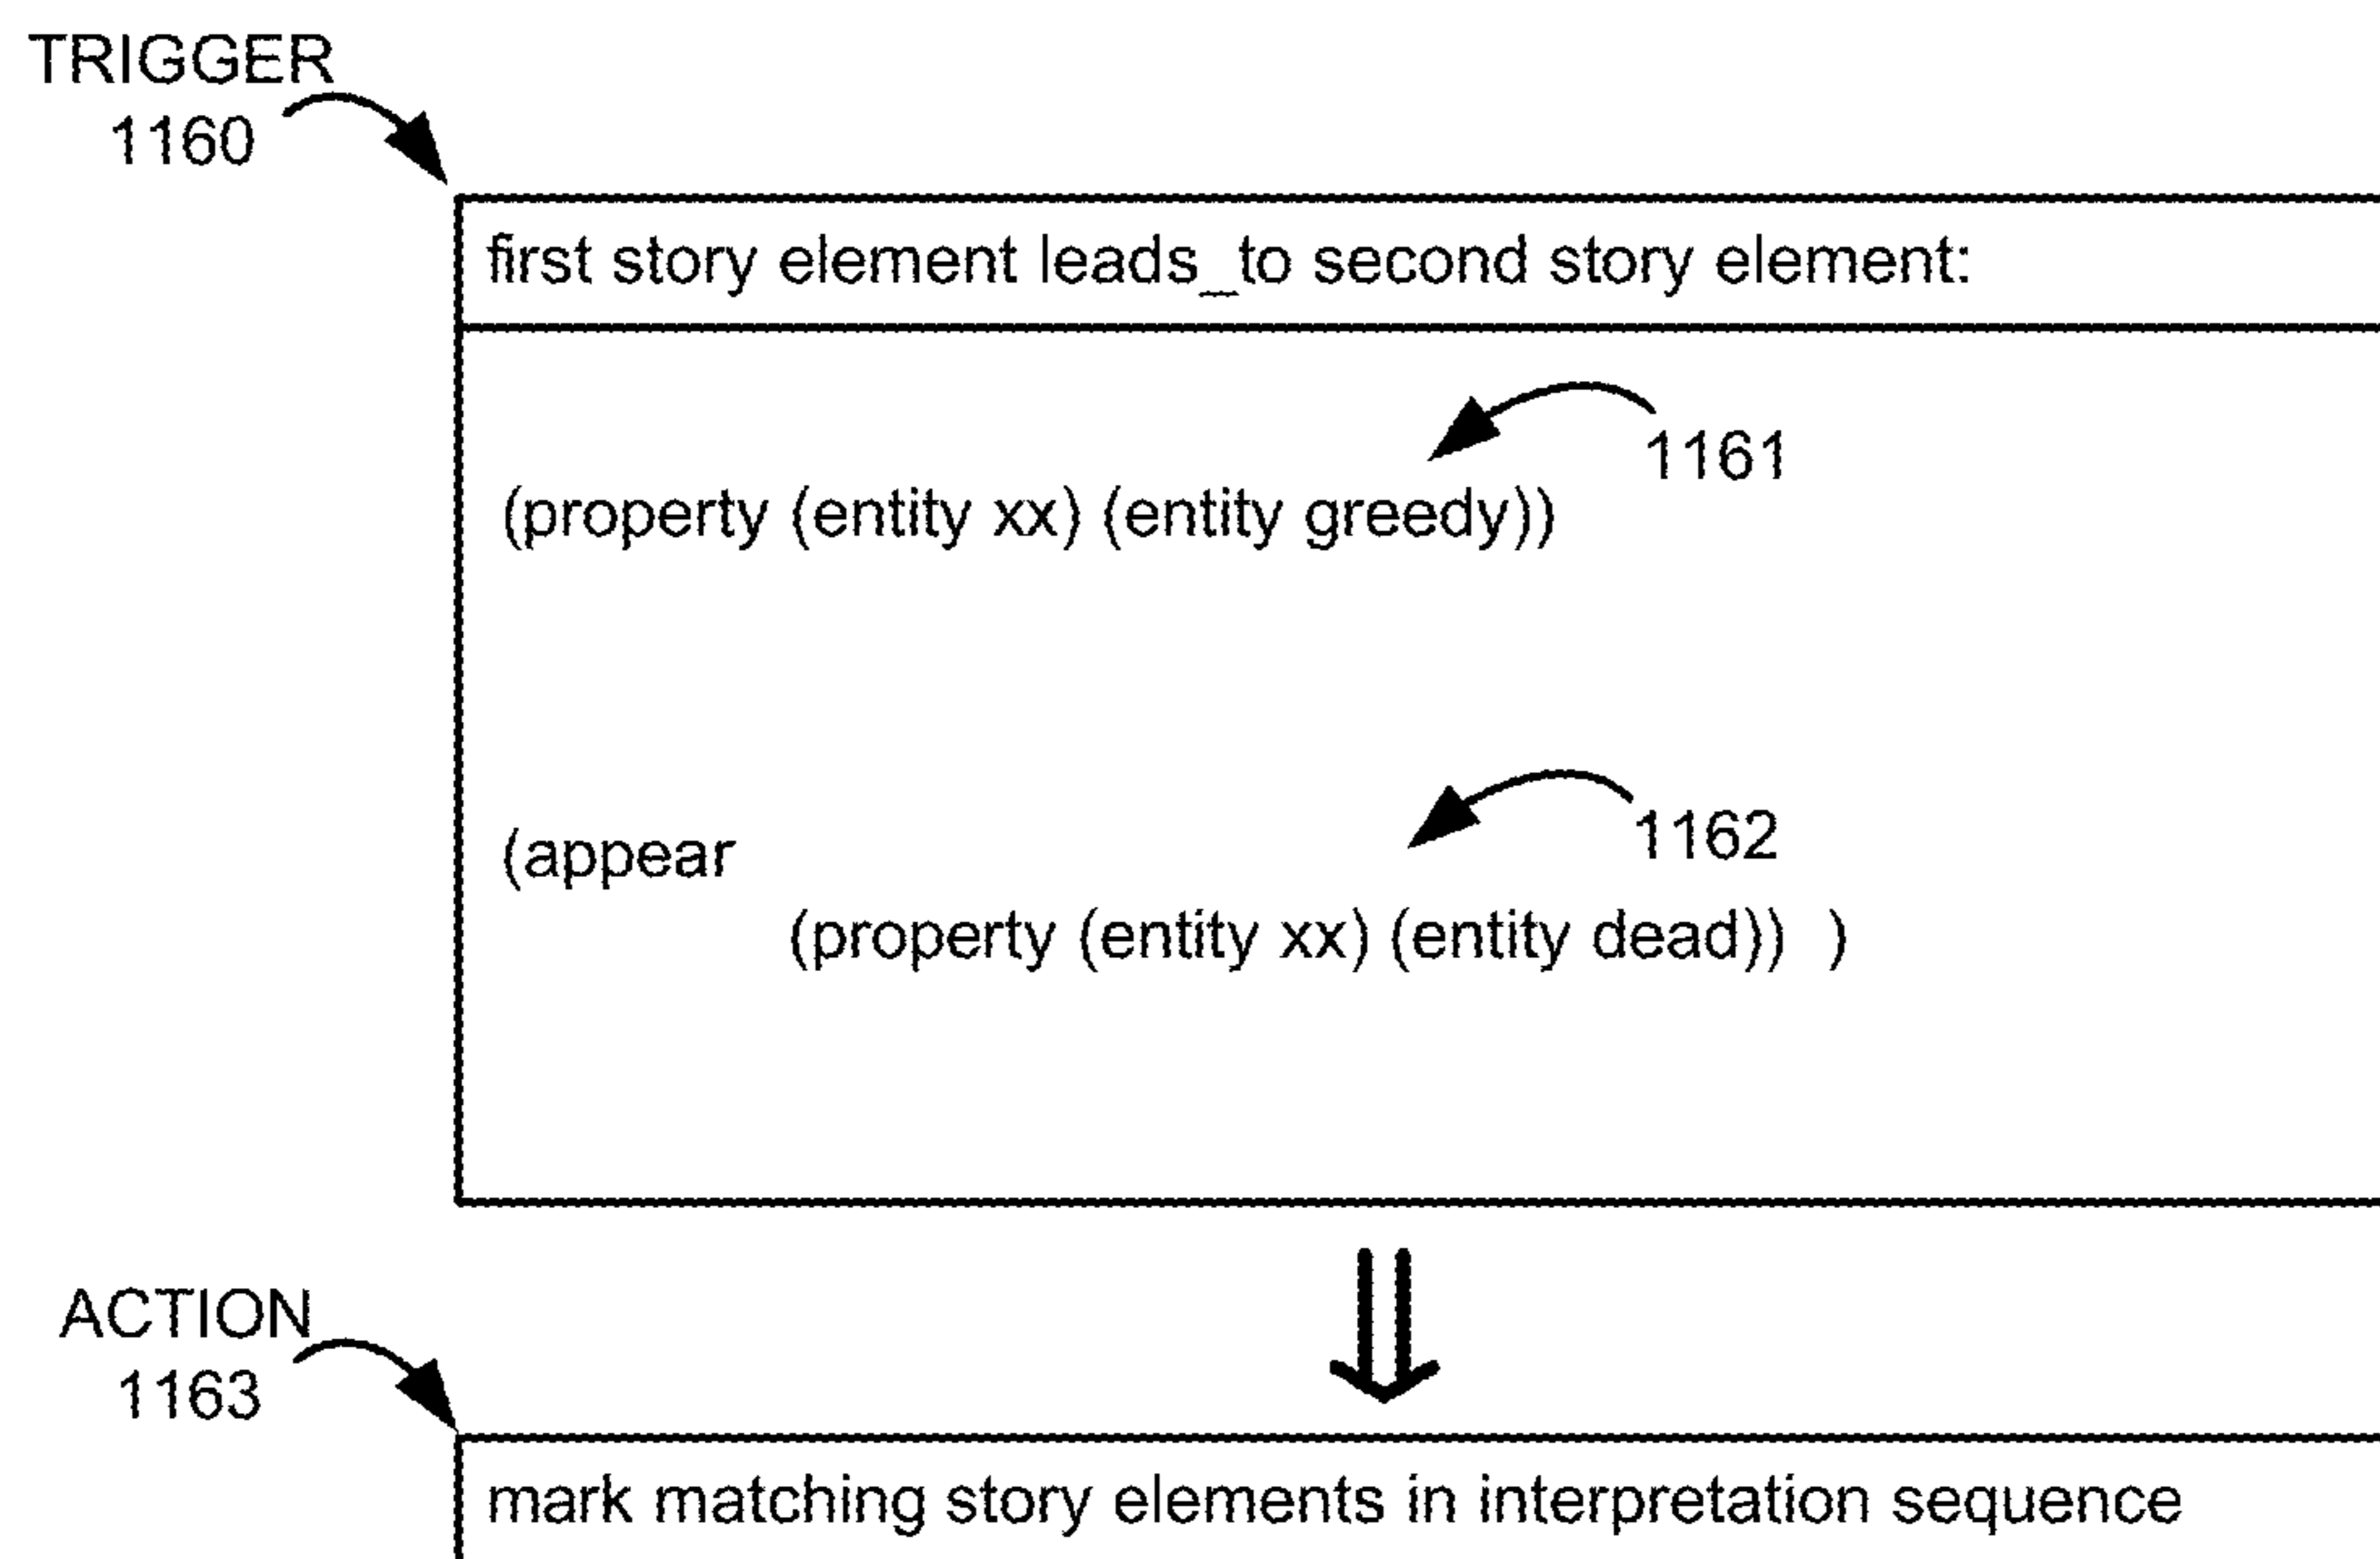 TRIGGER
1160
first story element leads_to second story element:
1161
(property (entity xx) (entity greedy))
1162
(appear
(property (entity xx) (entity dead))  )
ACTION
1163
mark matching story elements in interpretation sequence